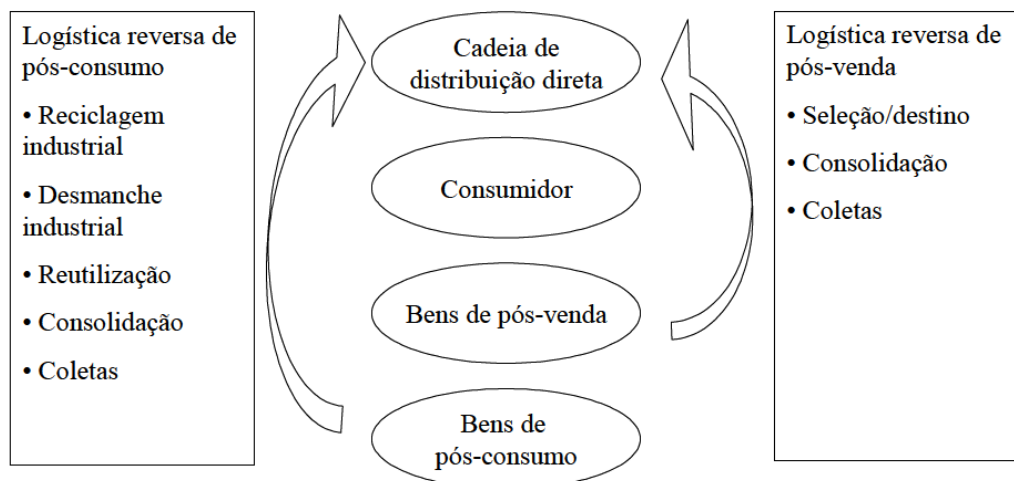 Logística reversa de
pós-consumo
• Reciclagem
industrial
• Desmanche
industrial
• Reutilização
• Consolidação
• Coletas
Cadeia de
distribuição direta
Consumidor
Bens de pós-venda
Bens de
pós-consumo
Logística reversa de
pós-venda
• Seleção/destino
• Consolidação
• Coletas